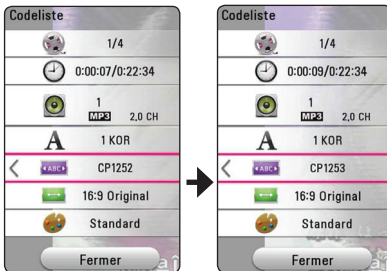 Codeliste
1/4
0:00:07/0:22:34
1
MP3 2,0 CH
A 1 KOR
ABC CP1252
16:9 Original
Standard
Fermer
Codeliste
1/4
0:00:09/0:22:34
1
MP3 2,0 CH
A 1 KOR
ABC CP1253
16:9 Original
Standard
Fermer